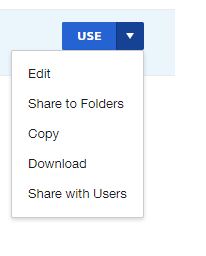 USE
Edit
Share to Folders
Copy
Download
Share with Users